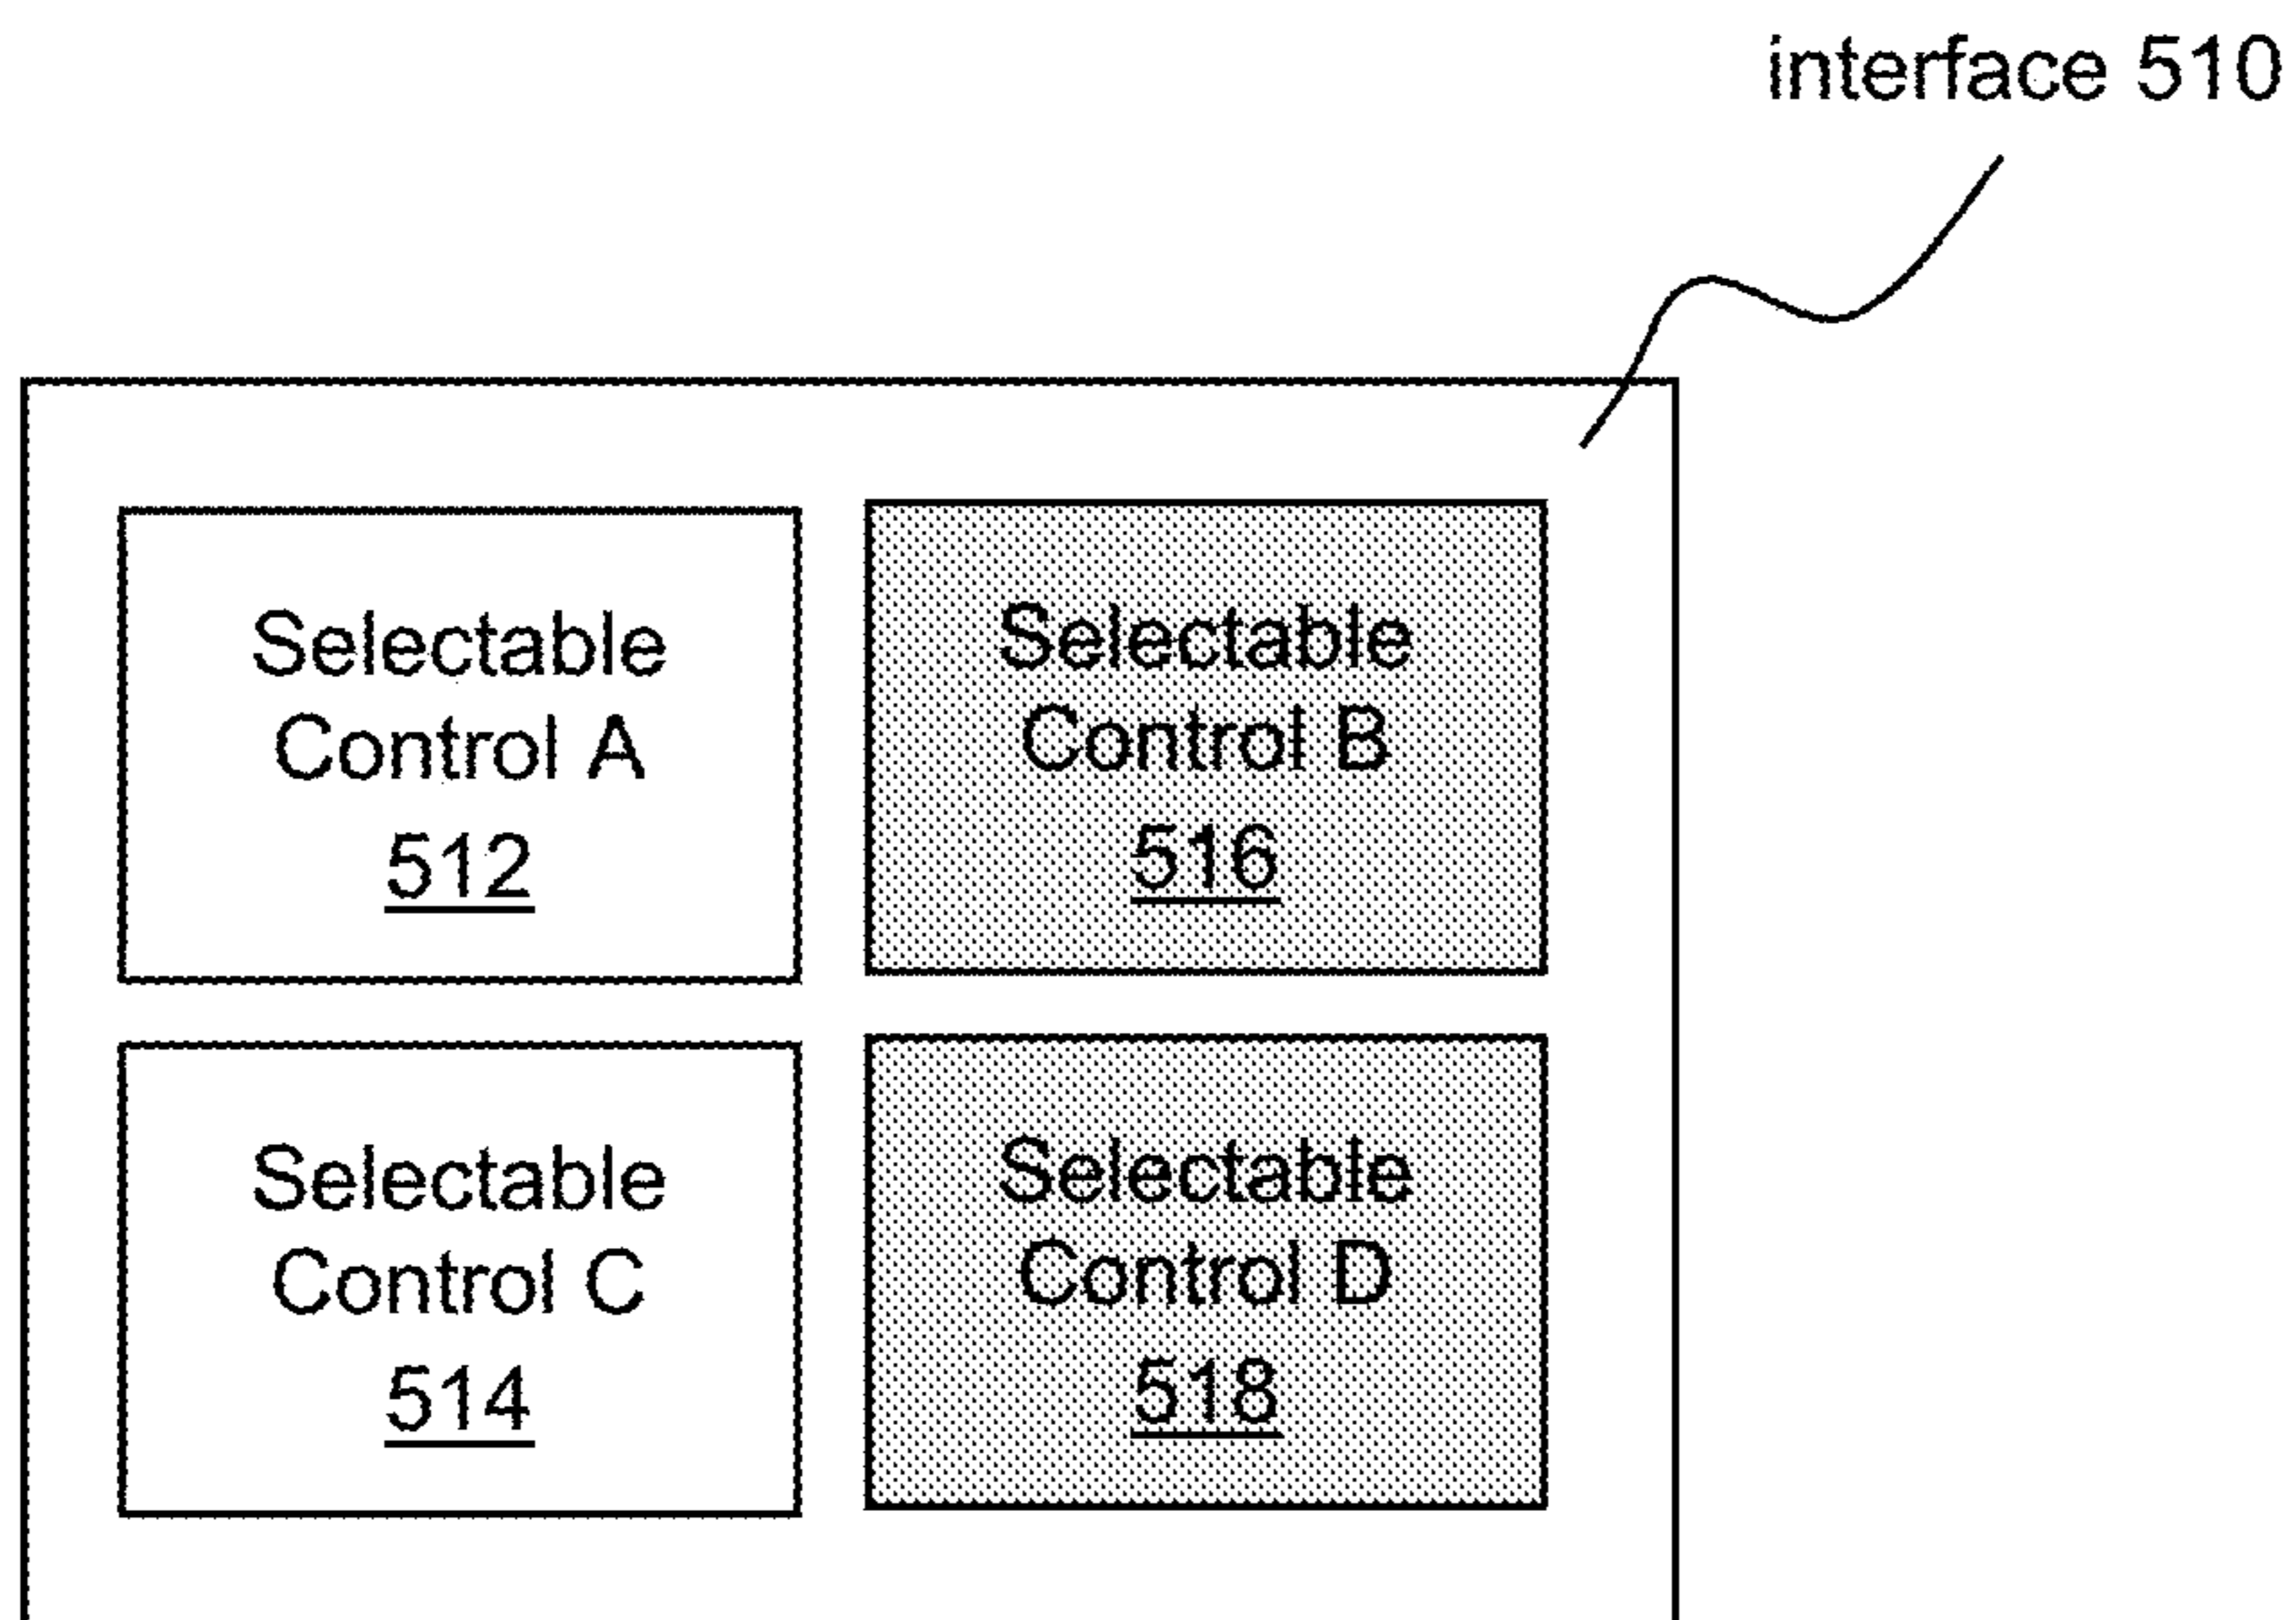 interface 510
Selectable
Control A
512
Selectable
Control B
516
Selectable
Control C
514
Selectable
Control D
518